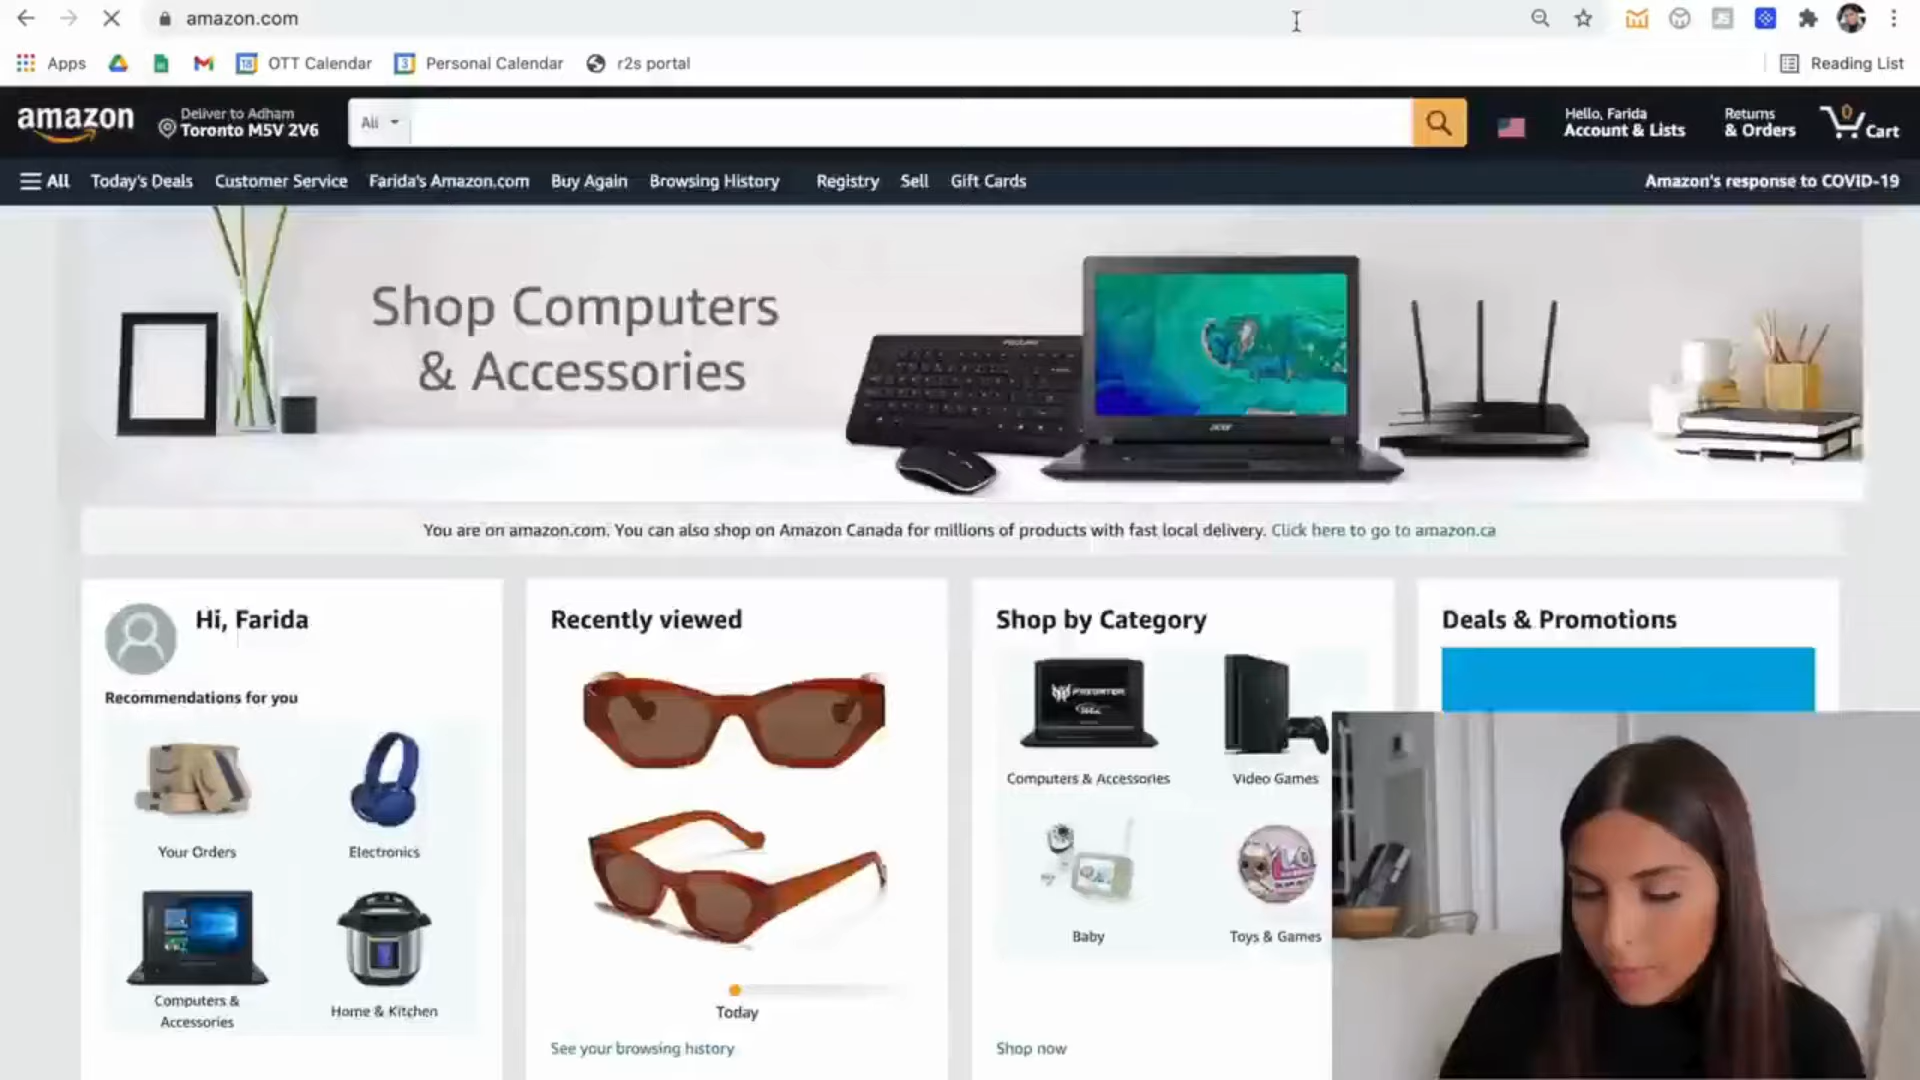 amazon.com
Apps
OTT Calendar
Personal Calendar
r2s portal
Reading List
amazon
Deliver to Adham
Toronto M5V 2V6
All
Hello, Farida
Account & Lists
Returns
& Orders
0
Cart
All
Today's Deals
Customer Service
Farida's Amazon.com
Buy Again
Browsing History
Registry
Sell
Gift Cards
Amazon's response to COVID-19
Shop Computers
& Accessories
acer
You are on amazon.com. You can also shop on Amazon Canada for millions of products with fast local delivery. Click here to go to amazon.ca
Hi, Farida
Recommendations for you
Your Orders
Electronics
Computers &
Accessories
Home & Kitchen
Recently viewed
Today
See your browsing history
Shop by Category
PREDATOR
Computers & Accessories
Video Games
Baby
Toys & Games
Shop now
Deals & Promotions